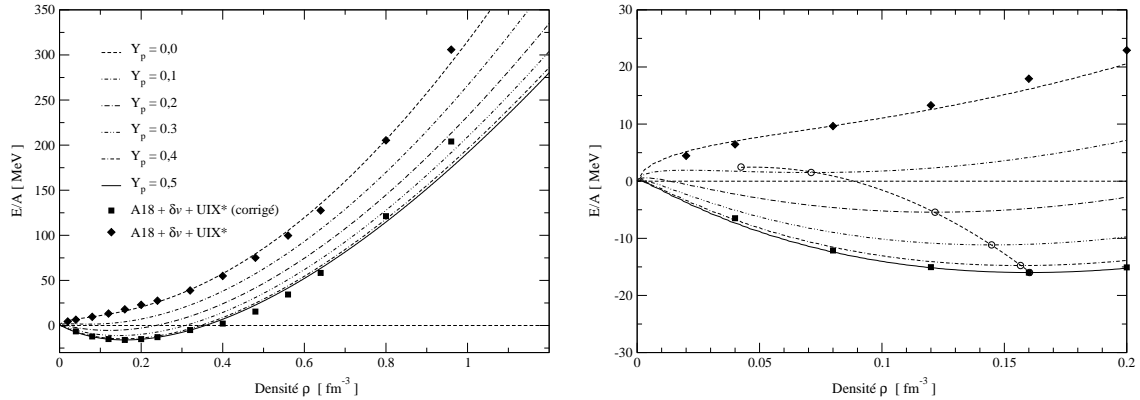 350
300
250
200
150
100
50
0
E/A [ MeV ]
Y_p = 0,0
Y_p = 0,1
Y_p = 0,2
Y_p = 0.3
Y_p = 0,4
Y_p = 0,5
A18 + δv + UIX* (corrigé)
A18 + δv + UIX*
0 0.2 0.4 0.6 0.8 1
Densité ρ [ fm⁻³ ]
30
20
10
0
-10
-20
-30
E/A [ MeV ]
0 0.05 0.1 0.15 0.2
Densité ρ [ fm⁻³ ]